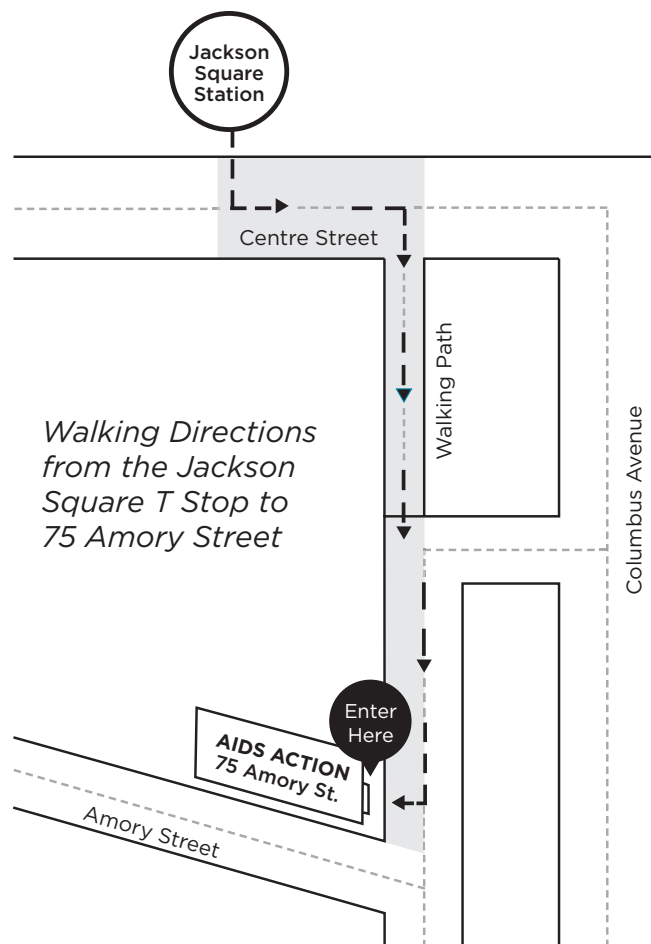 Jackson
Square
Station
Centre Street
Walking Path
Columbus Avenue
Walking Directions
from the Jackson
Square T Stop to
75 Amory Street
Enter
Here
AIDS ACTION
75 Amory St.
Amory Street